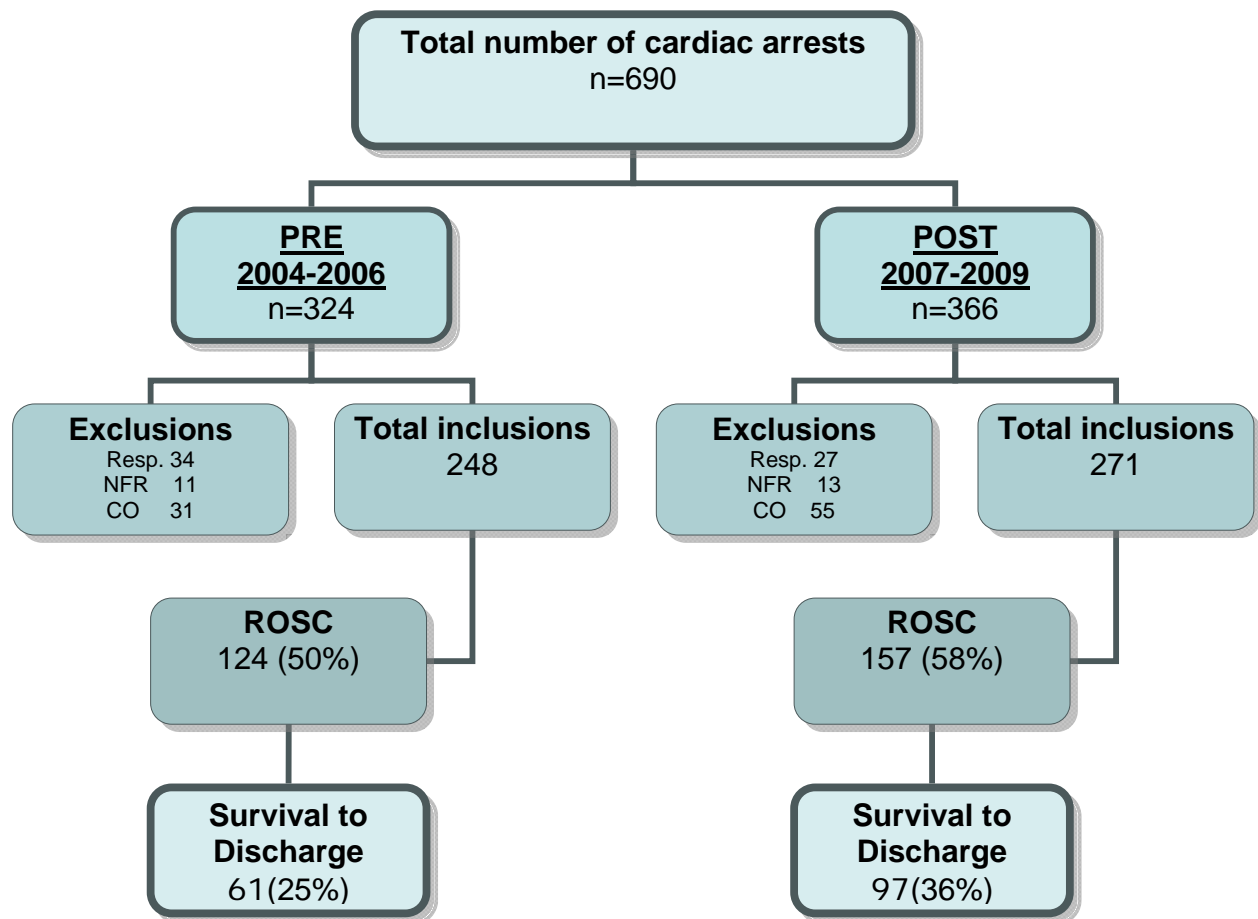 Total number of cardiac arrests
n=690
PRE
2004-2006
n=324
POST
2007-2009
n=366
Exclusions
Resp. 34
NFR 11
CO 31
Total inclusions
248
Exclusions
Resp. 27
NFR 13
CO 55
Total inclusions
271
ROSC
124 (50%)
ROSC
157 (58%)
Survival to
Discharge
61(25%)
Survival to
Discharge
97(36%)